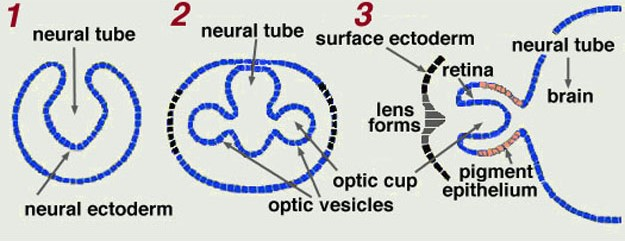 1
neural tube
neural ectoderm
2
neural tube
optic cup
optic vesicles
3
surface ectoderm
retina
lens
forms
neural tube
brain
pigment
epithelium